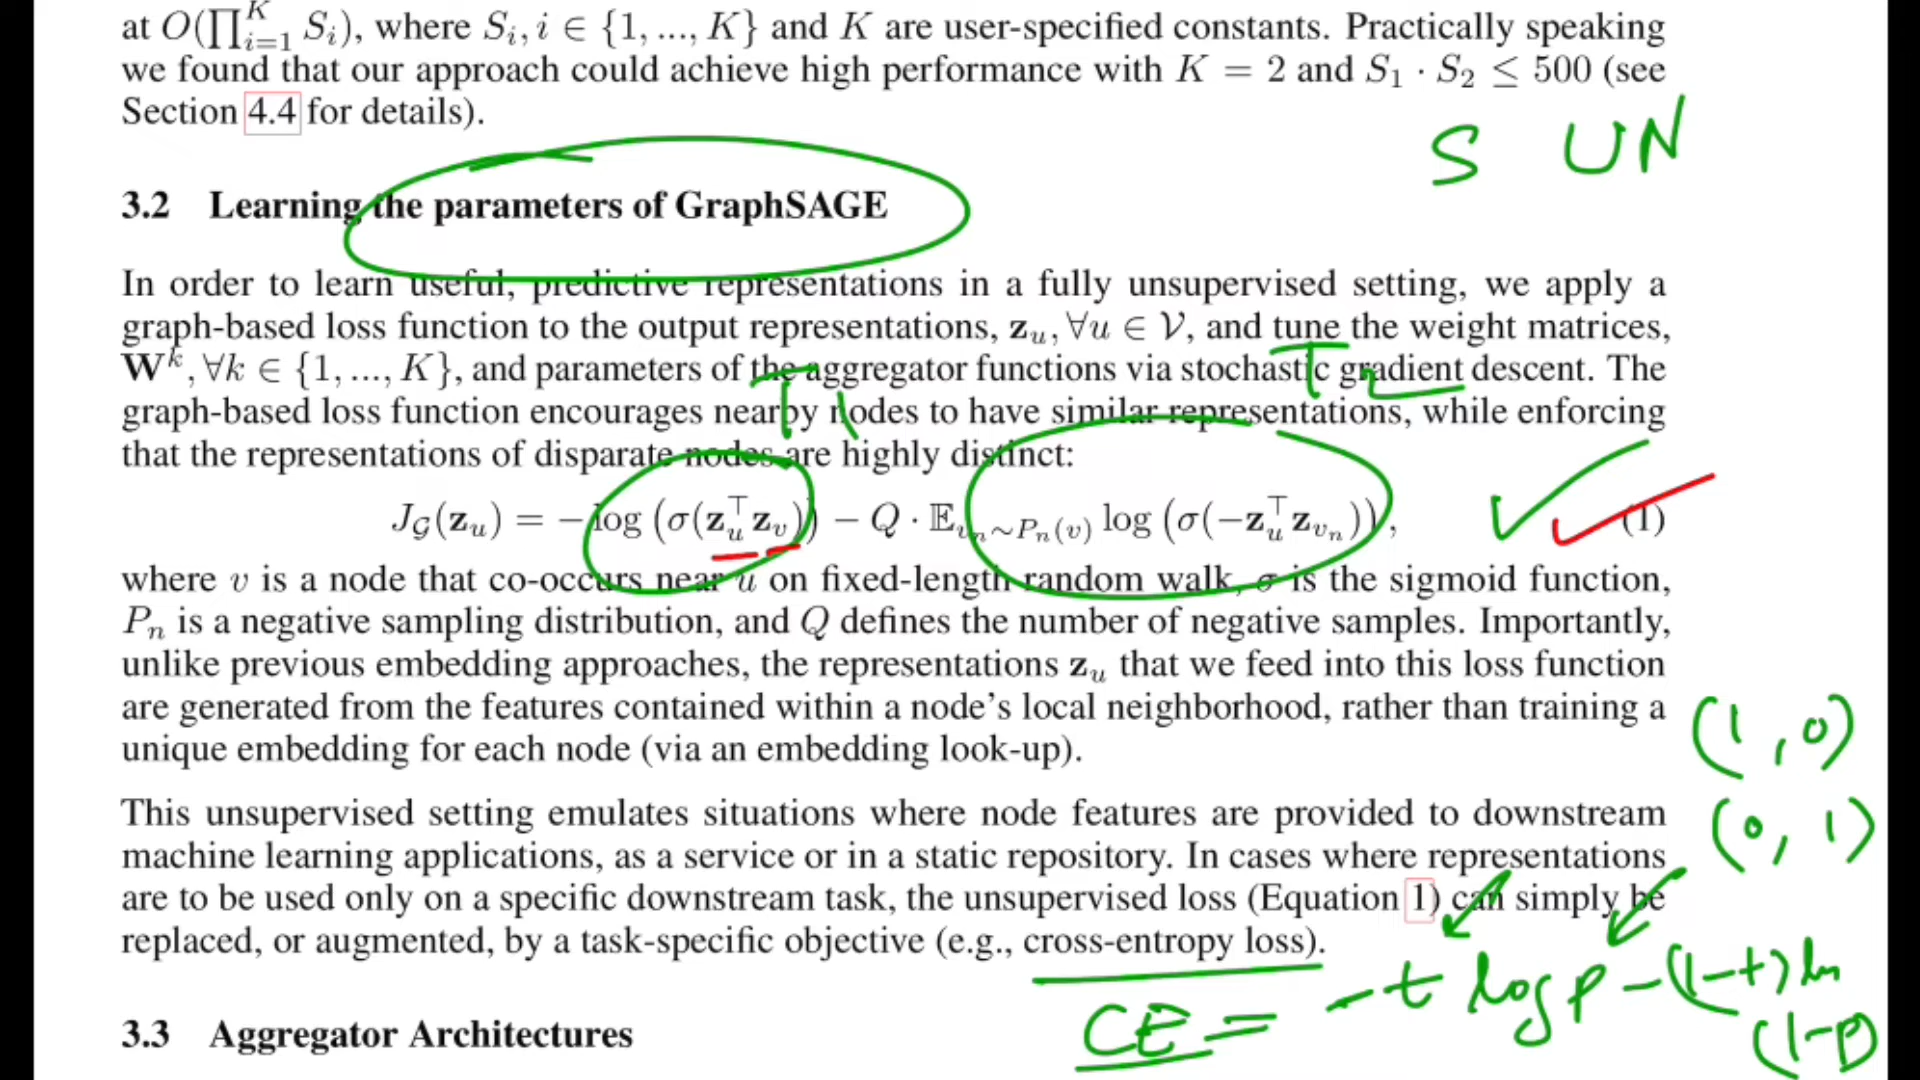 at O(∏ᴷᵢ₌₁ Sᵢ), where Sᵢ, i ∈ {1, ..., K} and K are user-specified constants. Practically speaking
we found that our approach could achieve high performance with K = 2 and S₁ · S₂ ≤ 500 (see
Section 4.4 for details).
S UN
3.2 Learning the parameters of GraphSAGE
In order to learn useful, predictive representations in a fully unsupervised setting, we apply a
graph-based loss function to the output representations, zᵤ, ∀u ∈ V, and tune the weight matrices,
Wᵏ, ∀k ∈ {1, ..., K}, and parameters of the aggregator functions via stochastic gradient descent. The
T₁ T₂
graph-based loss function encourages nearby nodes to have similar representations, while enforcing
that the representations of disparate nodes are highly distinct:
J_G(z_u) = −log (σ(z_u^⊤ z_v)) − Q · E_{v_n∼P_n(v)} log (σ(−z_u^⊤ z_{v_n})), (1)
where v is a node that co-occurs near u on fixed-length random walk, σ is the sigmoid function,
Pₙ is a negative sampling distribution, and Q defines the number of negative samples. Importantly,
unlike previous embedding approaches, the representations zᵤ that we feed into this loss function
are generated from the features contained within a node's local neighborhood, rather than training a
unique embedding for each node (via an embedding look-up).
(1, 0)
This unsupervised setting emulates situations where node features are provided to downstream
(0, 1)
machine learning applications, as a service or in a static repository. In cases where representations
are to be used only on a specific downstream task, the unsupervised loss (Equation 1) can simply be
replaced, or augmented, by a task-specific objective (e.g., cross-entropy loss).
CE = −t log p − (1−t) ln
(1−p)
3.3 Aggregator Architectures